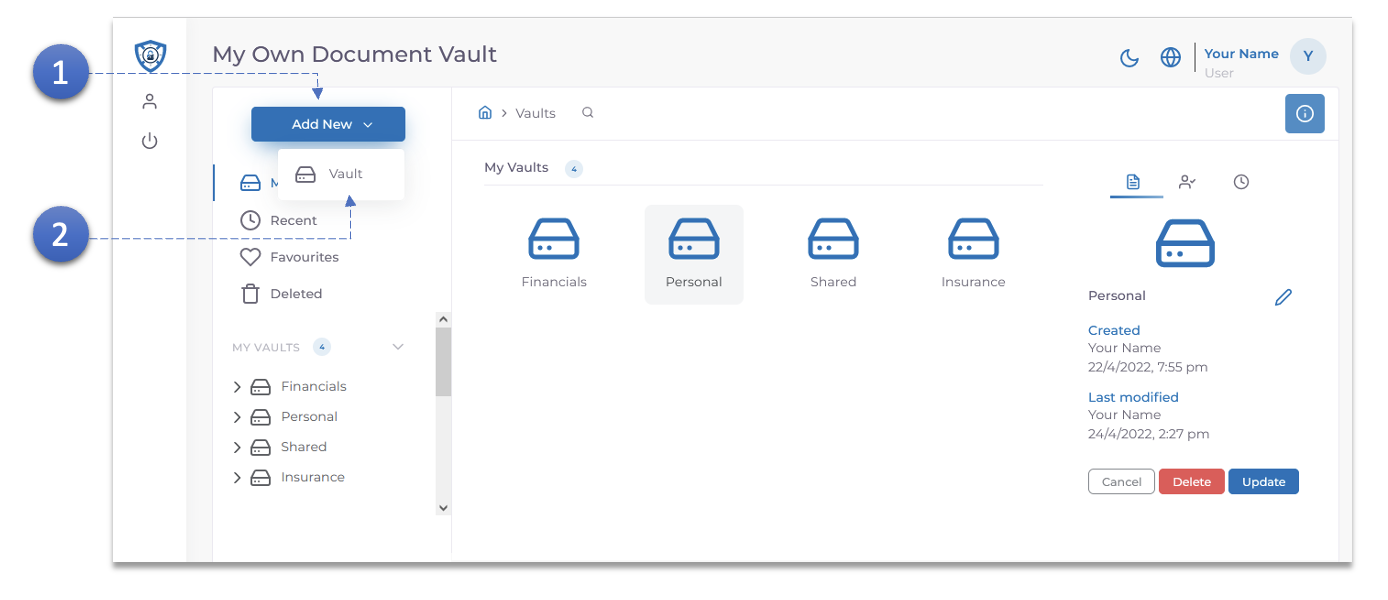 1
My Own Document Vault
Your Name
User
Y
Add New
Vault
M
2
Recent
Favourites
Deleted
MY VAULTS 4
Financials
Personal
Shared
Insurance
> Vaults
My Vaults 4
Financials
Personal
Shared
Insurance
Personal
Created
Your Name
22/4/2022, 7:55 pm
Last modified
Your Name
24/4/2022, 2:27 pm
Cancel
Delete
Update